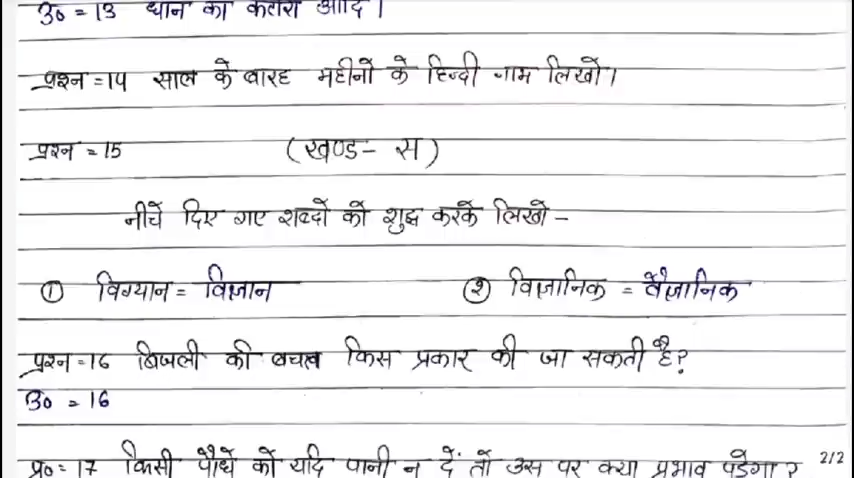 उ० = 13 धान का कटोरा आदि।
प्रश्न = 14 साल के बारह महीनों के हिन्दी नाम लिखो।
प्रश्न = 15 (खण्ड - स)
नीचे दिए गए शब्दों को शुद्ध करके लिखो -
① विग्यान = विज्ञान ② विज्ञानिक = वैज्ञानिक
प्रश्न = 16 बिजली की बचत किस प्रकार की जा सकती है?
उ० = 16
प्र० = 17 किसी पौधे को यदि पानी न दें तो उस पर क्या प्रभाव पडेगा? 2/2